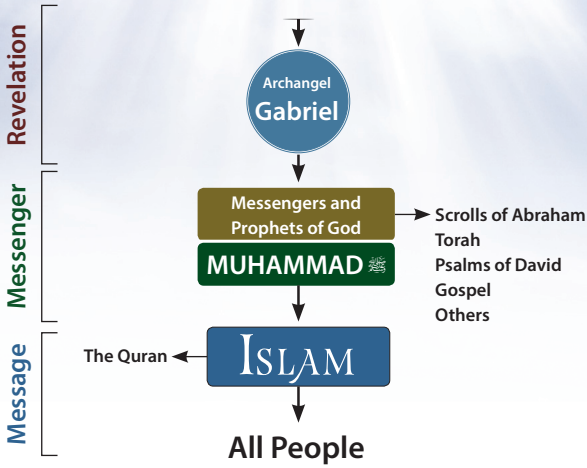 Revelation
Archangel
Gabriel
Messenger
Messengers and
Prophets of God
MUHAMMAD ﷺ
Scrolls of Abraham
Torah
Psalms of David
Gospel
Others
Message
The Quran
ISLAM
All People